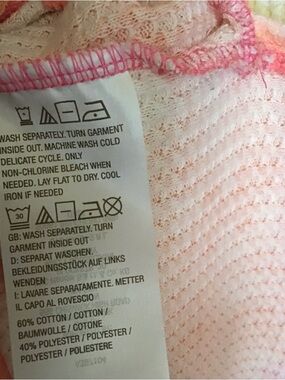 WASH SEPARATELY. TURN GARMENT
INSIDE OUT. MACHINE WASH COLD
DELICATE CYCLE. ONLY
NON-CHLORINE BLEACH WHEN
NEEDED. LAY FLAT TO DRY. COOL
IRON IF NEEDED
30
GB: WASH SEPARATELY. TURN
GARMENT INSIDE OUT
D: SEPARAT WASCHEN.
BEKLEIDUNGSSTÜCK AUF LINKS
WENDEN
I: LAVARE SEPARATAMENTE. METTER
IL CAPO AL ROVESCIO
60% COTTON / COTON /
BAUMWOLLE / COTONE
40% POLYESTER / POLYESTER /
POLYESTER / POLIESTERE